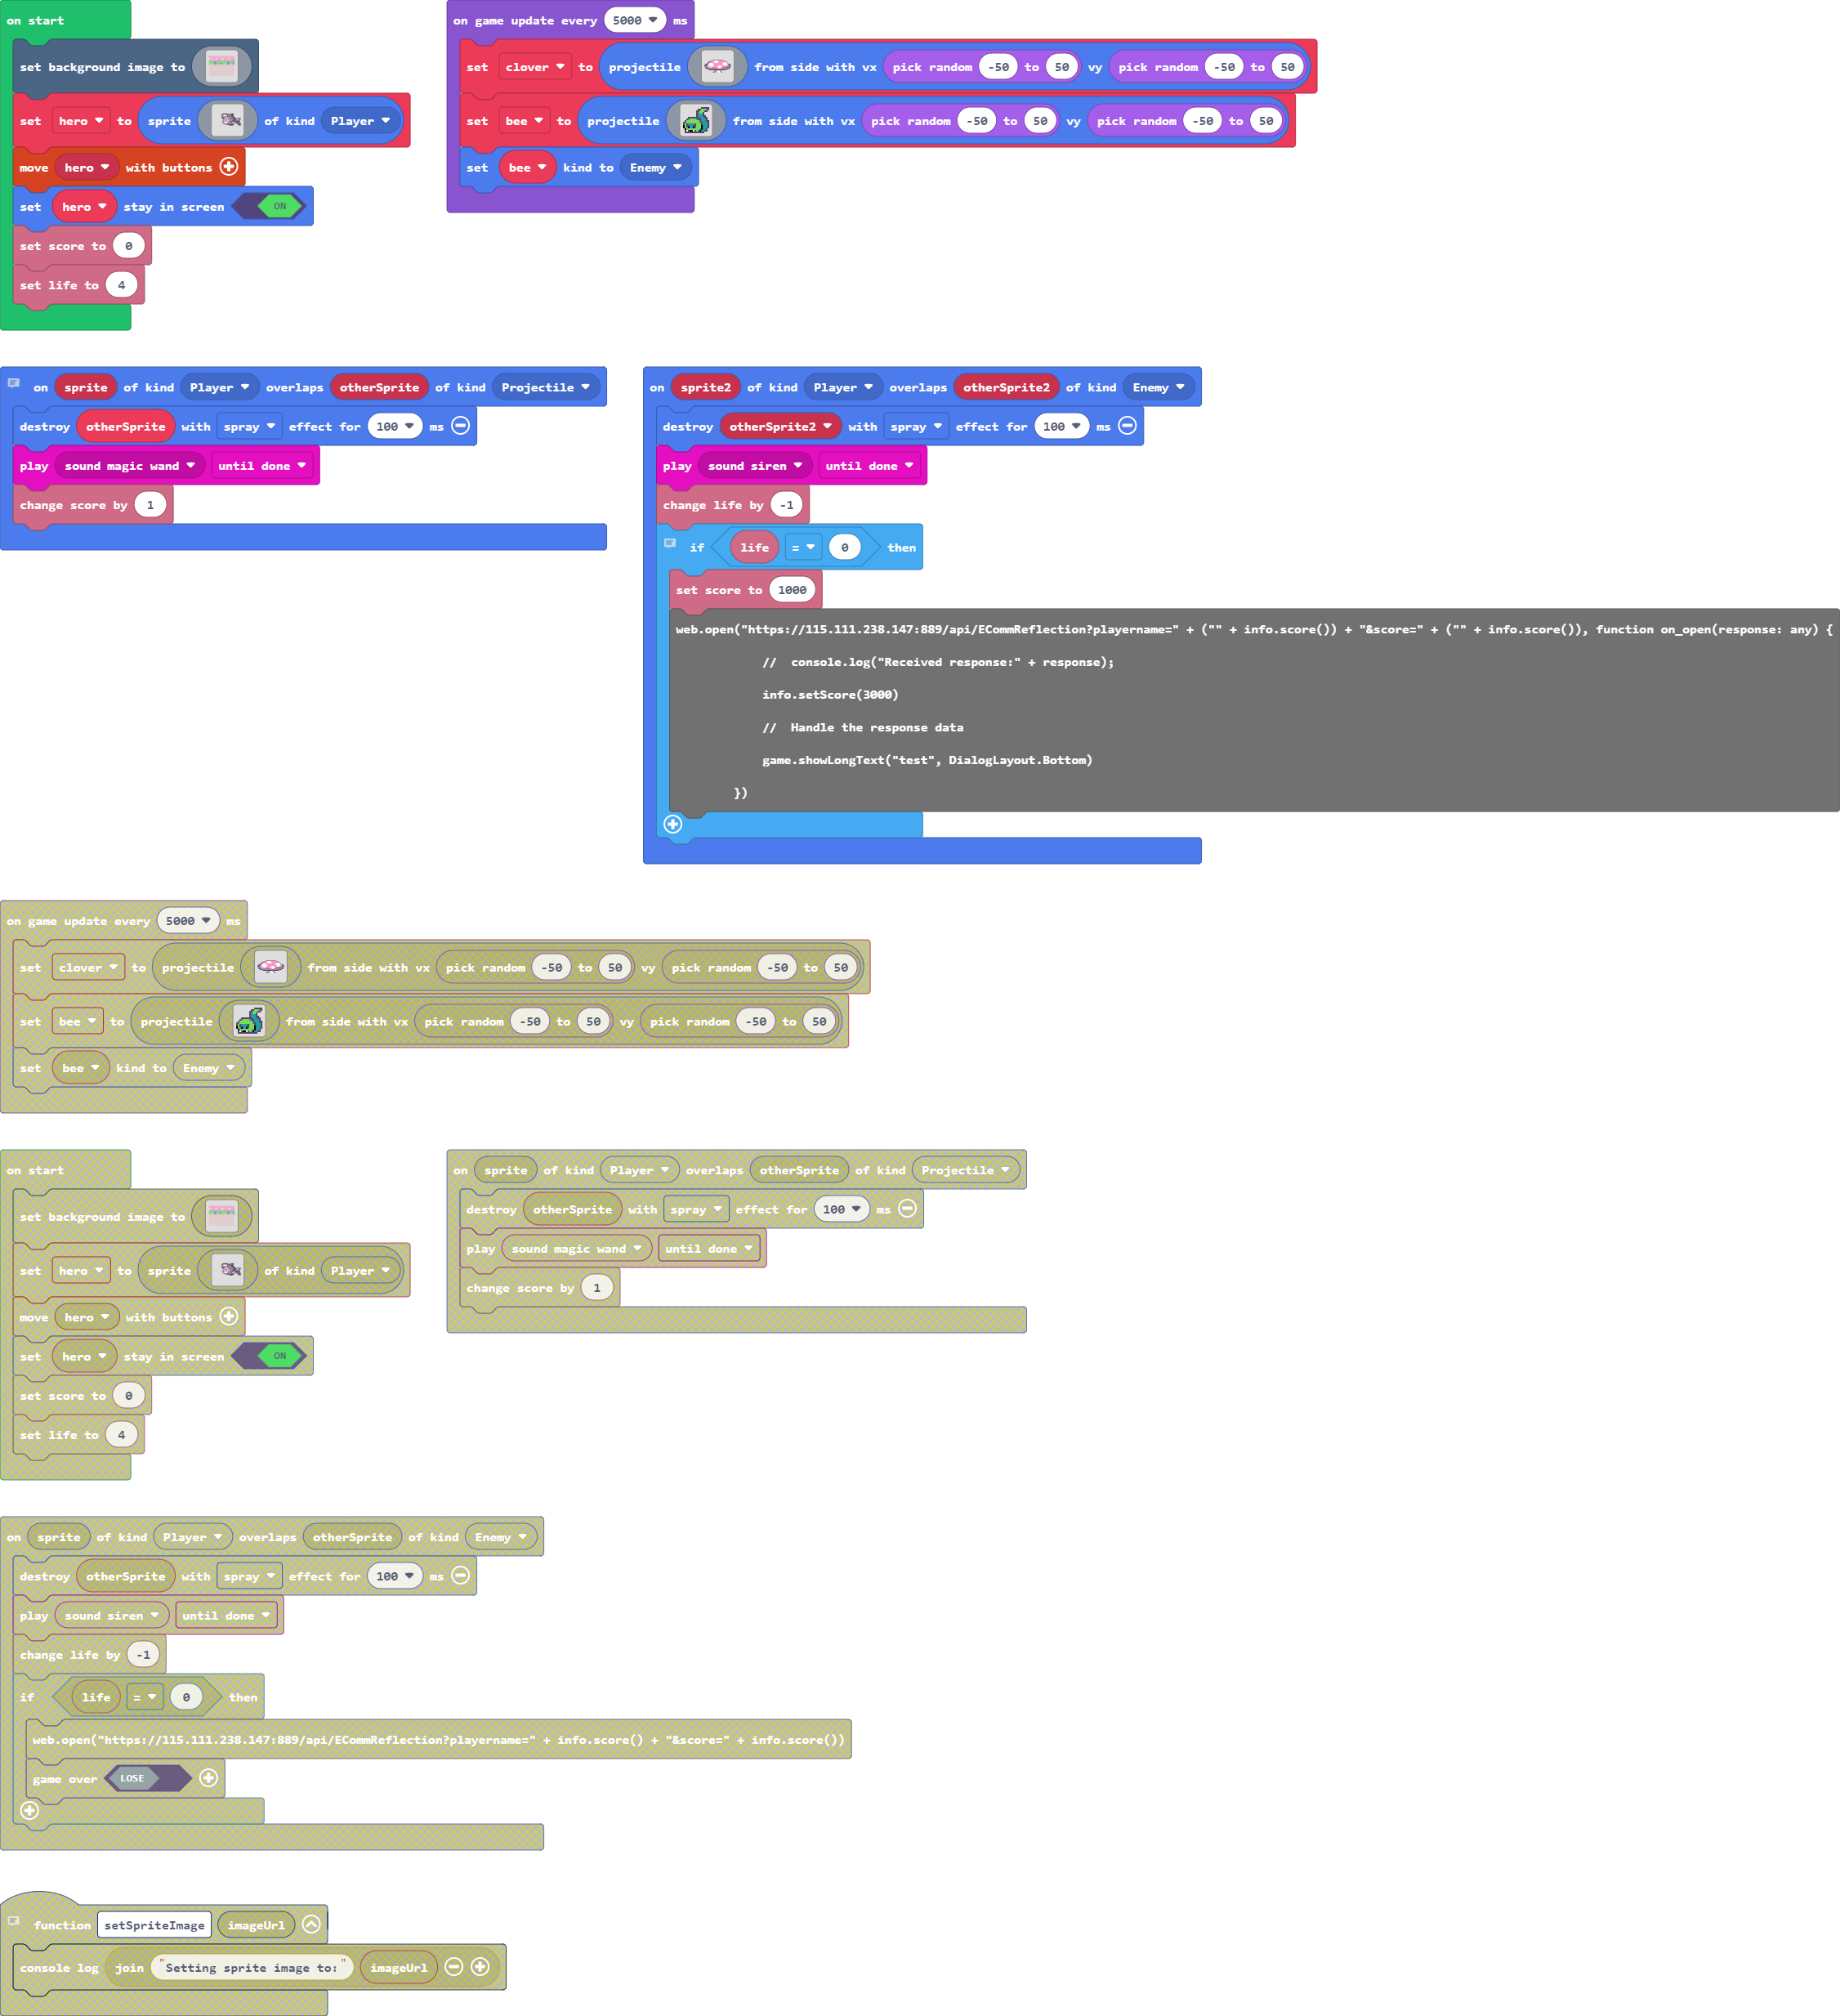 on start
set background image to
set hero to sprite of kind Player
move hero with buttons
set hero stay in screen ON
set score to 0
set life to 4
on game update every 5000 ms
set clover to projectile from side with vx pick random -50 to 50 vy pick random -50 to 50
set bee to projectile from side with vx pick random -50 to 50 vy pick random -50 to 50
set bee kind to Enemy
on sprite of kind Player overlaps otherSprite of kind Projectile
destroy otherSprite with spray effect for 100 ms
play sound magic wand until done
change score by 1
on sprite2 of kind Player overlaps otherSprite2 of kind Enemy
destroy otherSprite2 with spray effect for 100 ms
play sound siren until done
change life by -1
if life = 0 then
set score to 1000
web.open("https://115.111.238.147:889/api/ECommReflection?playername=" + ("" + info.score()) + "&score=" + ("" + info.score()), function on_open(response: any) {
// console.log("Received response:" + response);
info.setScore(3000)
// Handle the response data
game.showLongText("test", DialogLayout.Bottom)
})
on game update every 5000 ms
set clover to projectile from side with vx pick random -50 to 50 vy pick random -50 to 50
set bee to projectile from side with vx pick random -50 to 50 vy pick random -50 to 50
set bee kind to Enemy
on start
set background image to
set hero to sprite of kind Player
move hero with buttons
set hero stay in screen ON
set score to 0
set life to 4
on sprite of kind Player overlaps otherSprite of kind Projectile
destroy otherSprite with spray effect for 100 ms
play sound magic wand until done
change score by 1
on sprite of kind Player overlaps otherSprite of kind Enemy
destroy otherSprite with spray effect for 100 ms
play sound siren until done
change life by -1
if life = 0 then
web.open("https://115.111.238.147:889/api/ECommReflection?playername=" + info.score() + "&score=" + info.score())
game over LOSE
function setSpriteImage imageUrl
console log join "Setting sprite image to:" imageUrl